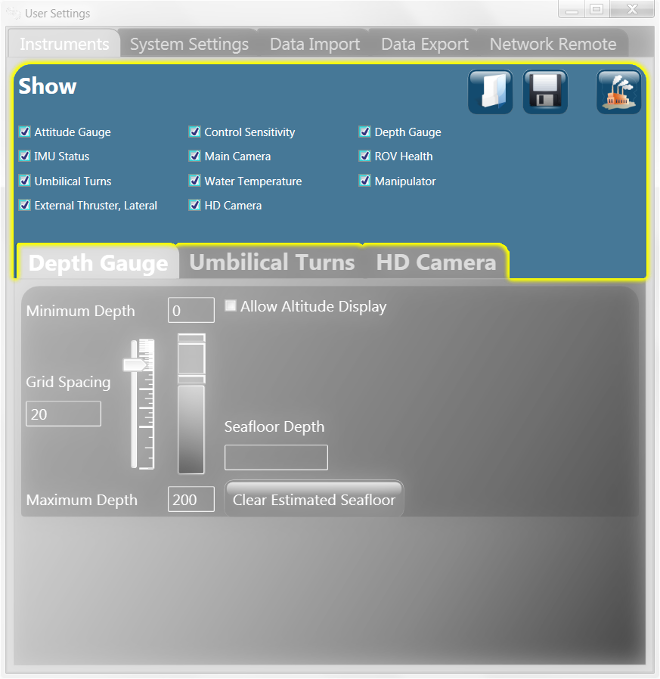 User Settings
Instruments System Settings Data Import Data Export Network Remote
Show
Attitude Gauge Control Sensitivity Depth Gauge
IMU Status Main Camera ROV Health
Umbilical Turns Water Temperature Manipulator
External Thruster, Lateral HD Camera
Depth Gauge Umbilical Turns HD Camera
Minimum Depth 0 Allow Altitude Display
Grid Spacing
20
Seafloor Depth
Maximum Depth 200 Clear Estimated Seafloor